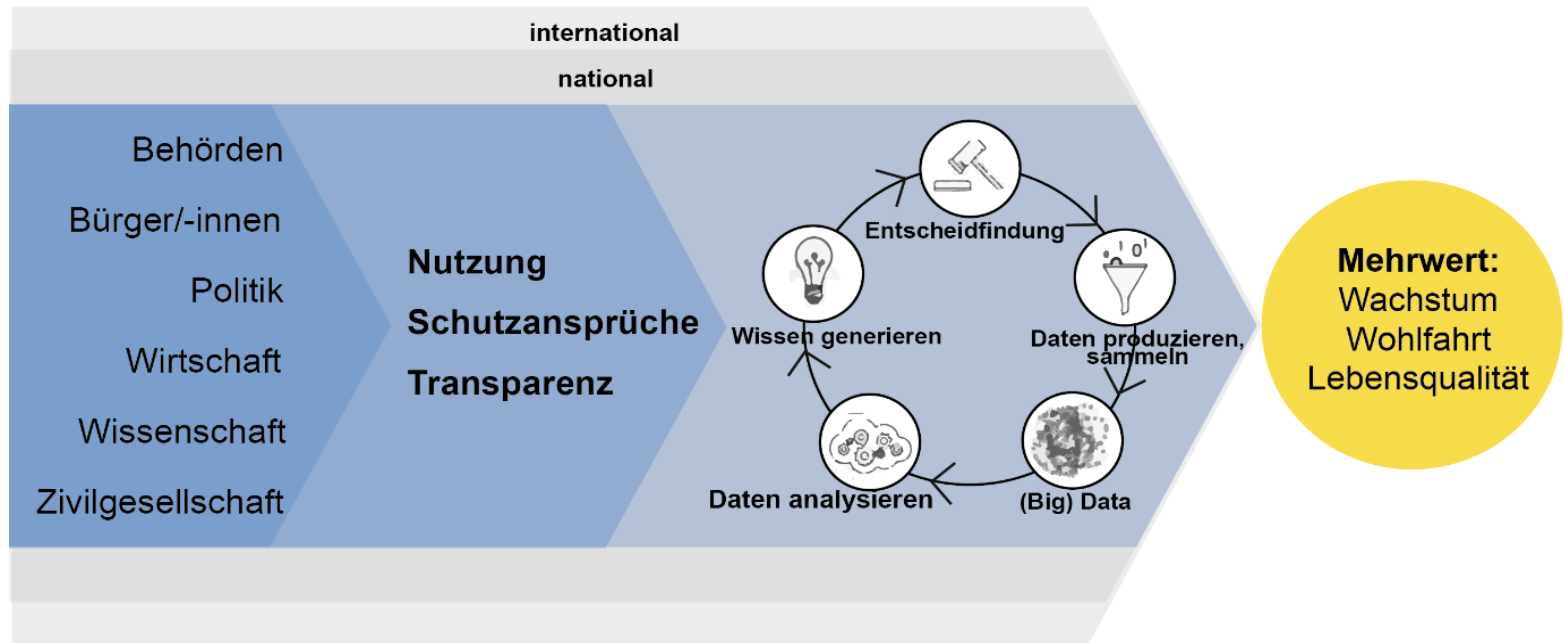 international
national
Behörden
Bürger/-innen
Politik
Wirtschaft
Wissenschaft
Zivilgesellschaft
Nutzung
Schutzansprüche
Transparenz
Entscheidfindung
Daten produzieren,
sammeln
(Big) Data
Daten analysieren
Wissen generieren
Mehrwert:
Wachstum
Wohlfahrt
Lebensqualität